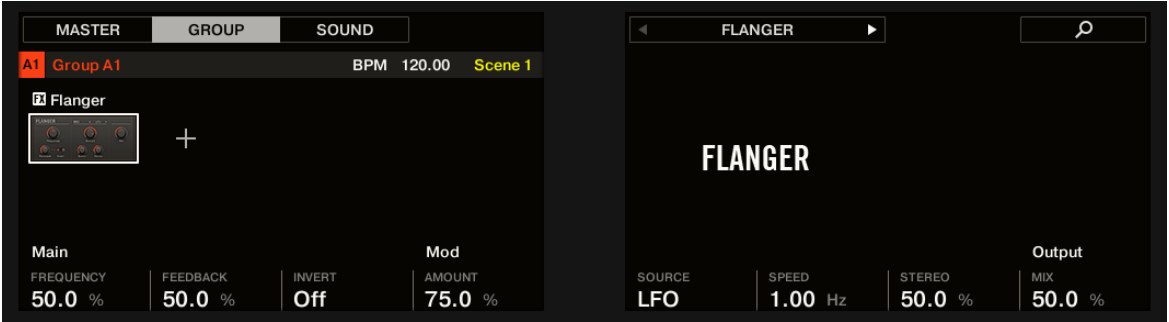 MASTER GROUP SOUND
A1 Group A1 BPM 120.00 Scene 1
FX Flanger
FLANGER
Main Mod
FREQUENCY FEEDBACK INVERT AMOUNT
50.0 % 50.0 % Off 75.0 %
FLANGER
FLANGER
Output
SOURCE SPEED STEREO MIX
LFO 1.00 Hz 50.0 % 50.0 %